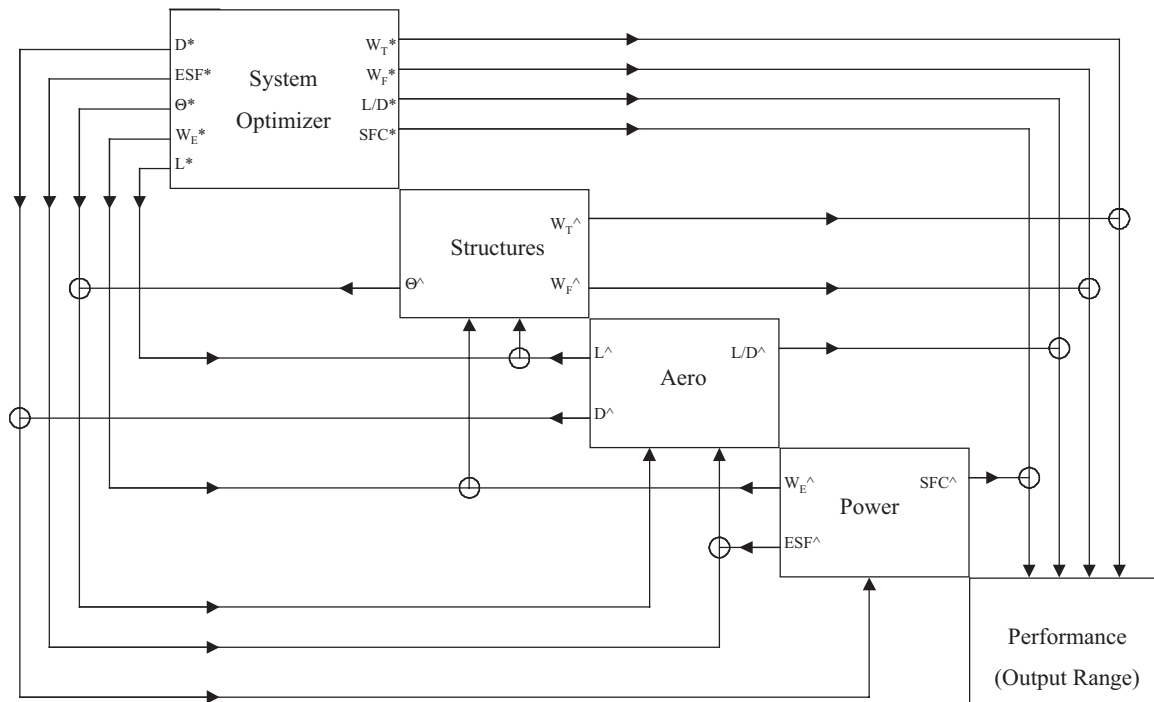 D*
ESF*
Θ*
W_E*
L*
System
Optimizer
W_T*
W_F*
L/D*
SFC*
Structures
W_T^
W_F^
Θ^
L^
L/D^
Aero
D^
W_E^
SFC^
Power
ESF^
Performance
(Output Range)